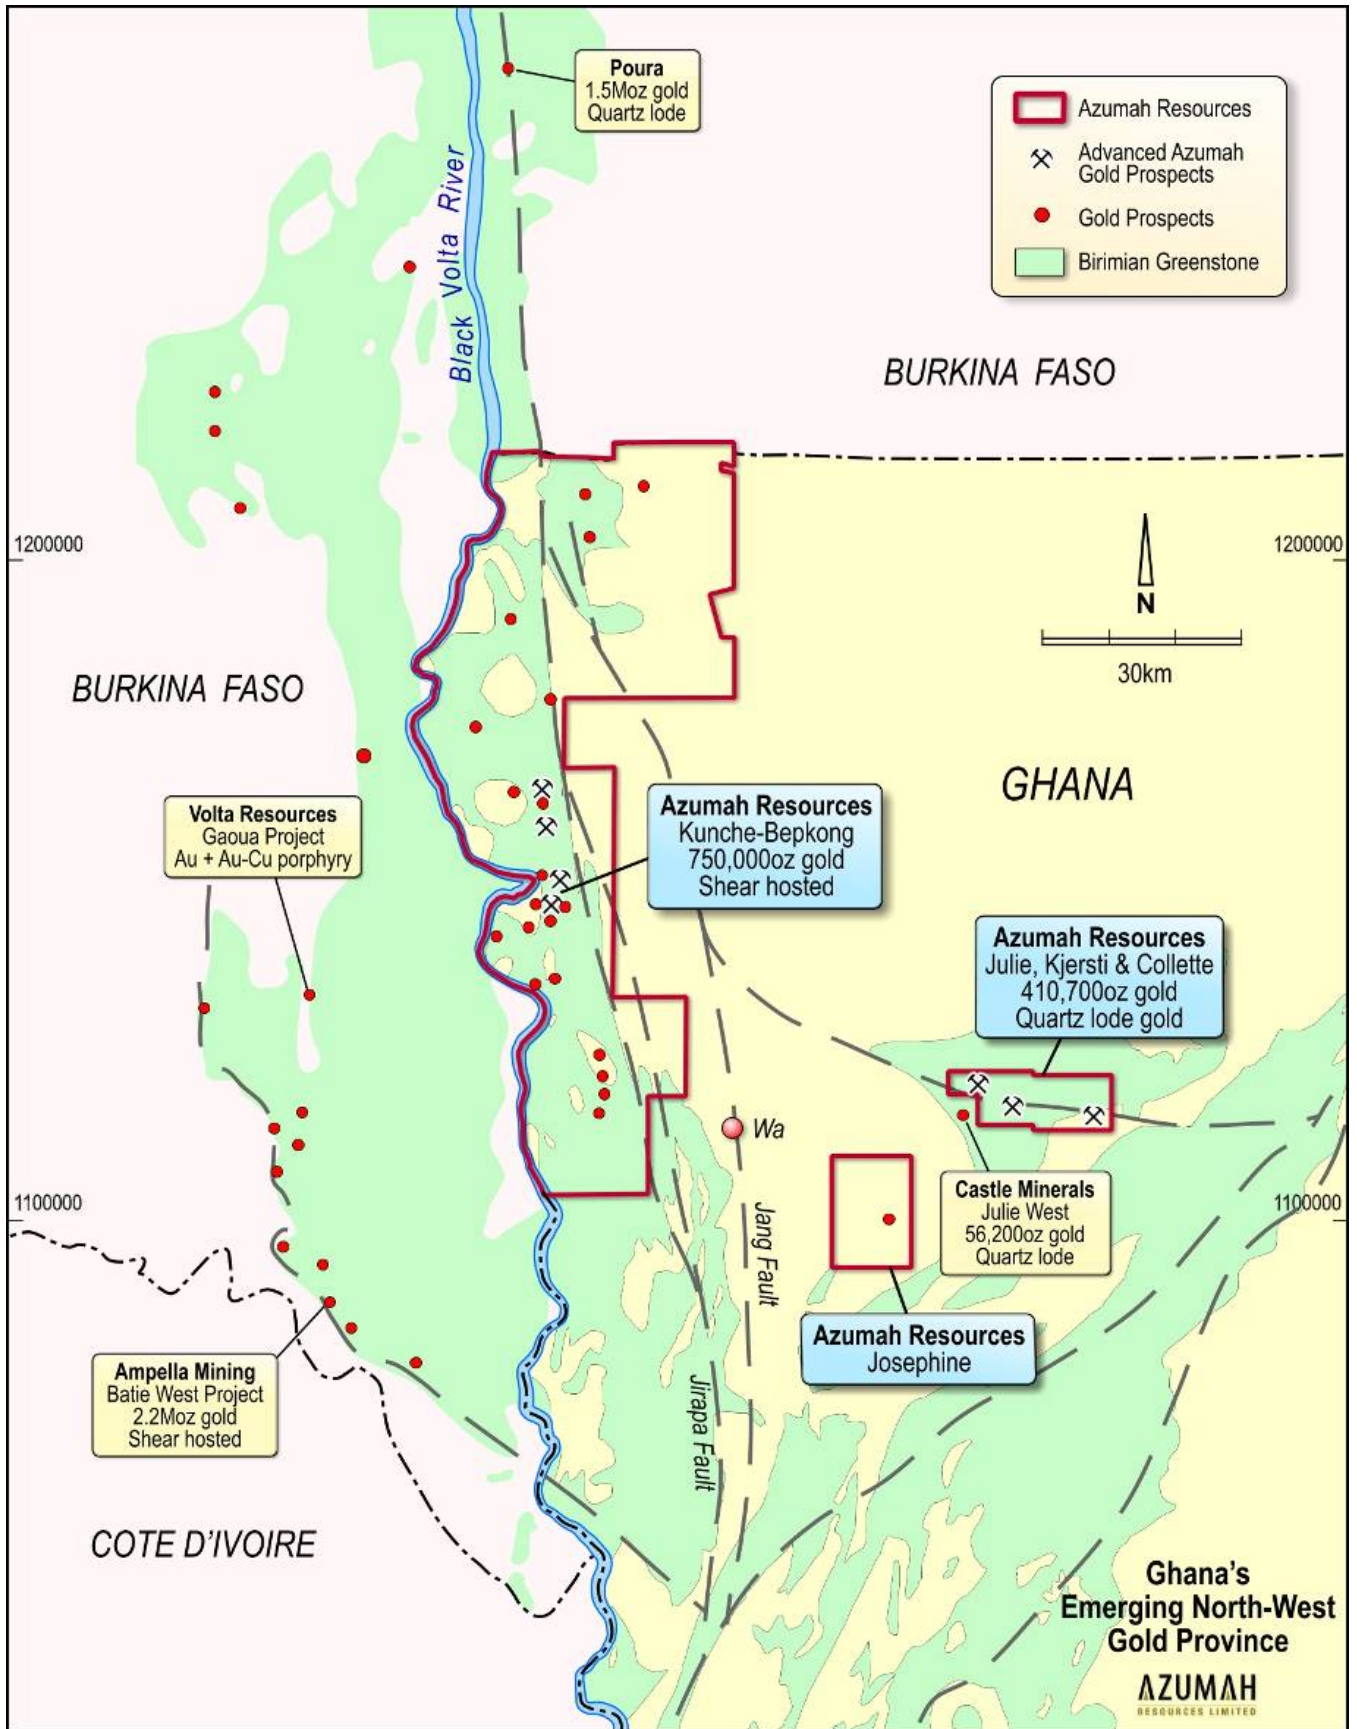 Poura
1.5Moz gold
Quartz lode
Azumah Resources
Advanced Azumah
Gold Prospects
Gold Prospects
Birimian Greenstone
Black Volta River
BURKINA FASO
1200000
1200000
N
30km
BURKINA FASO
GHANA
Volta Resources
Gaoua Project
Au + Au-Cu porphyry
Azumah Resources
Kunche-Bepkong
750,000oz gold
Shear hosted
Azumah Resources
Julie, Kjersti & Collette
410,700oz gold
Quartz lode gold
Wa
Castle Minerals
Julie West
56,200oz gold
Quartz lode
1100000
1100000
Jang Fault
Azumah Resources
Josephine
Ampella Mining
Batie West Project
2.2Moz gold
Shear hosted
Jirapa Fault
COTE D'IVOIRE
Ghana's
Emerging North-West
Gold Province
AZUMAH
RESOURCES LIMITED